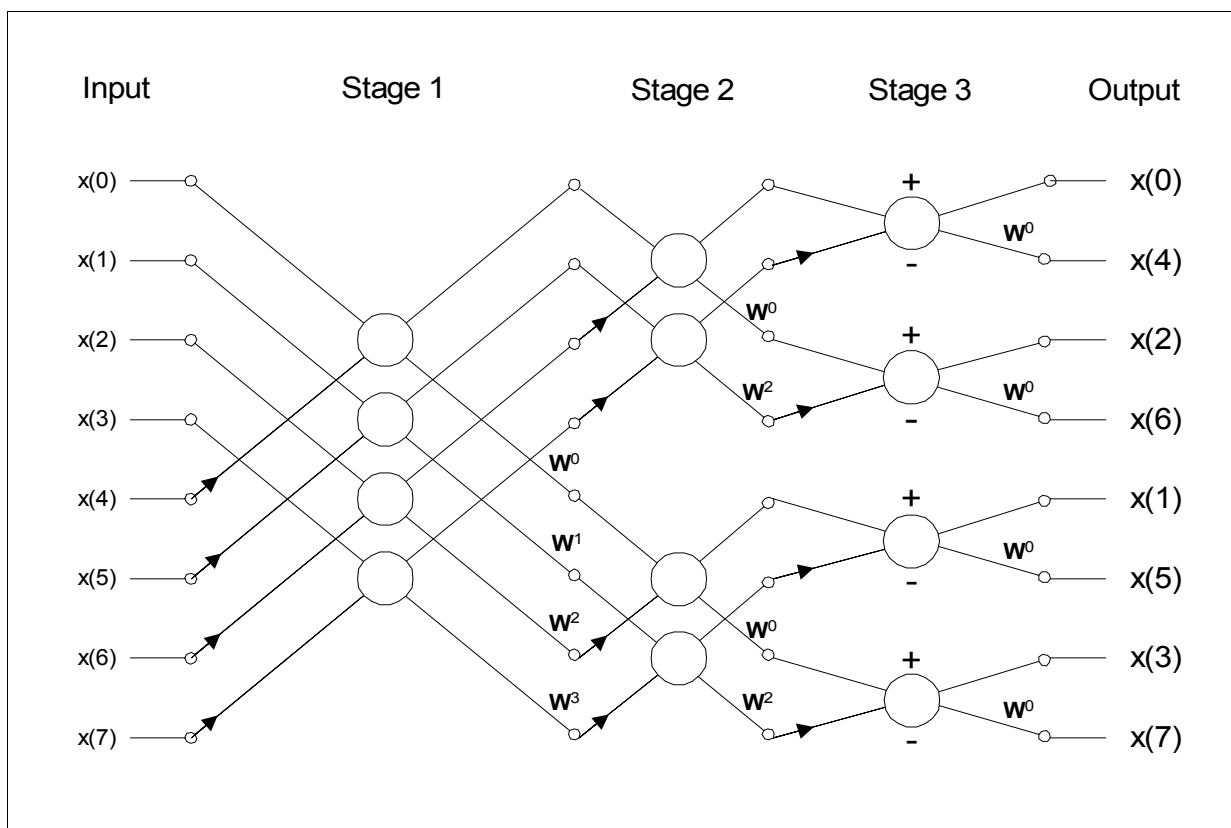 Input Stage 1 Stage 2 Stage 3 Output
x(0) + x(0)
x(1) W⁰ x(4)
-
x(2) W⁰ + x(2)
x(3) W² W⁰ x(6)
-
W⁰
x(4) + x(1)
W¹ W⁰
x(5) - x(5)
W² W⁰
x(6) + x(3)
W³ W² W⁰
x(7) - x(7)